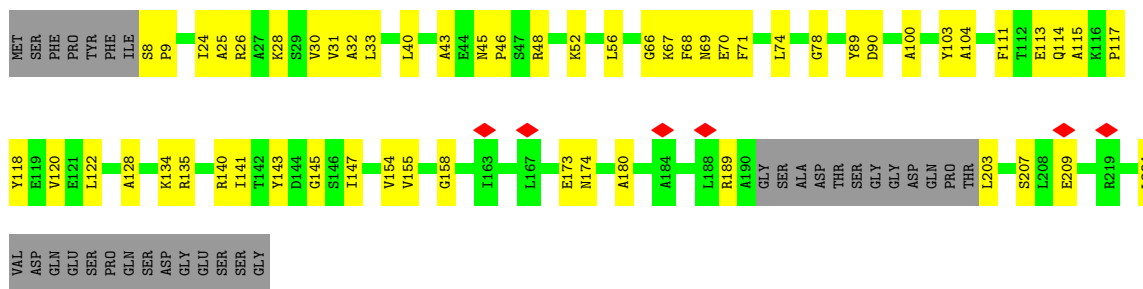 MET SER PHE PRO TYR PHE ILE S8 P9 I24 A25 R26 A27 K28 S29 V30 V31 A32 L33 L40 A43 E44 N45 P46 S47 R48 K52 L56 G66 K67 F68 N69 E70 F71 L74 G78 Y89 D90 A100 Y103 A104 F111 T112 E113 Q114 A115 K116 P117
Y118 E119 V120 E121 L122 A128 K134 R135 R140 I141 T142 Y143 D144 G145 S146 I147 V154 V155 G158 I163 L167 E173 N174 A180 A184 L188 R189 A190 GLY SER ALA ASP THR SER GLY GLY ASP GLN PRO THR L203 S207 L208 E209 R219
VAL ASP GLN GLU SER PRO GLN SER ASP GLY GLU SER SER GLY